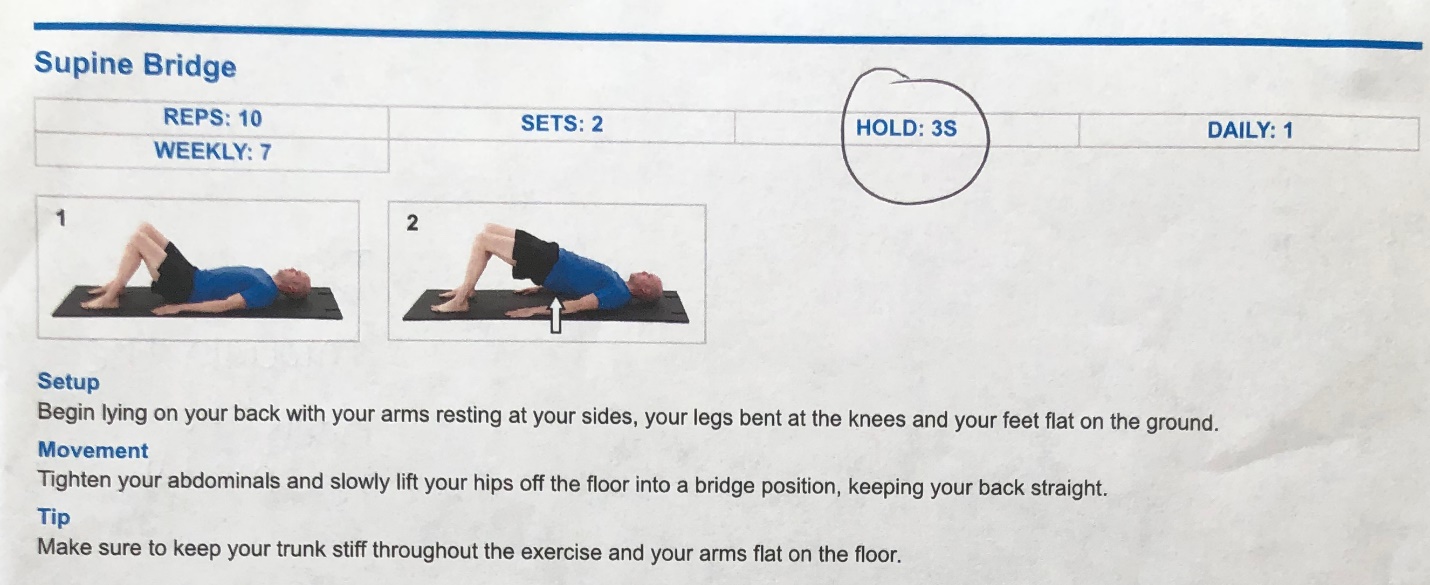 Supine Bridge
REPS: 10 SETS: 2 HOLD: 3S DAILY: 1
WEEKLY: 7
1 2
Setup
Begin lying on your back with your arms resting at your sides, your legs bent at the knees and your feet flat on the ground.
Movement
Tighten your abdominals and slowly lift your hips off the floor into a bridge position, keeping your back straight.
Tip
Make sure to keep your trunk stiff throughout the exercise and your arms flat on the floor.